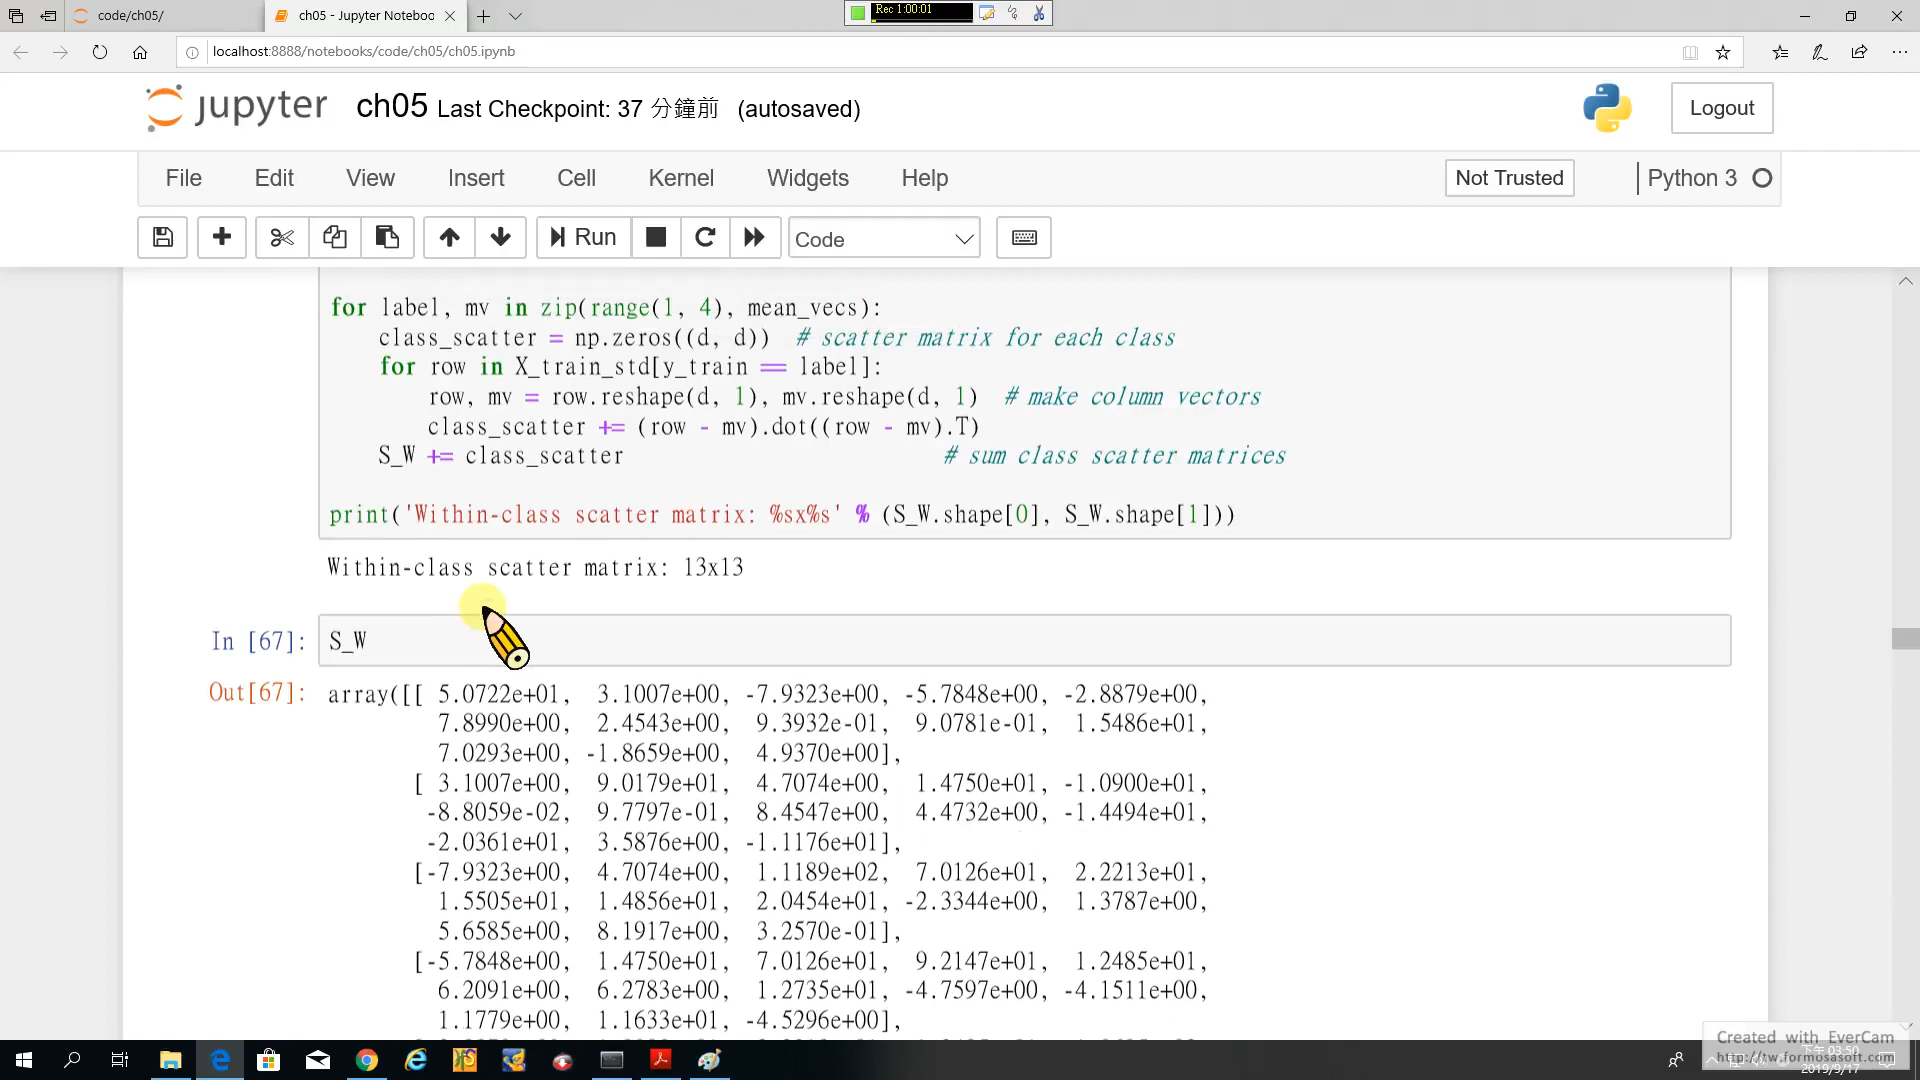 code/ch05/
ch05 - Jupyter Noteboo
Rec 1:00:01
localhost:8888/notebooks/code/ch05/ch05.ipynb
jupyter ch05 Last Checkpoint: 37 分鐘前 (autosaved)
Logout
File Edit View Insert Cell Kernel Widgets Help
Not Trusted
Python 3
Run
Code
for label, mv in zip(range(1, 4), mean_vecs):
    class_scatter = np.zeros((d, d))  # scatter matrix for each class
    for row in X_train_std[y_train == label]:
        row, mv = row.reshape(d, 1), mv.reshape(d, 1)  # make column vectors
        class_scatter += (row - mv).dot((row - mv).T)
    S_W += class_scatter                          # sum class scatter matrices
print('Within-class scatter matrix: %sx%s' % (S_W.shape[0], S_W.shape[1]))
Within-class scatter matrix: 13x13
In [67]: S_W
Out[67]: array([[ 5.0722e+01,  3.1007e+00, -7.9323e+00, -5.7848e+00, -2.8879e+00,
7.8990e+00,  2.4543e+00,  9.3932e-01,  9.0781e-01,  1.5486e+01,
7.0293e+00, -1.8659e+00,  4.9370e+00],
[ 3.1007e+00,  9.0179e+01,  4.7074e+00,  1.4750e+01, -1.0900e+01,
-8.8059e-02,  9.7797e-01,  8.4547e+00,  4.4732e+00, -1.4494e+01,
-2.0361e+01,  3.5876e+00, -1.1176e+01],
[-7.9323e+00,  4.7074e+00,  1.1189e+02,  7.0126e+01,  2.2213e+01,
1.5505e+01,  1.4856e+01,  2.0454e+01, -2.3344e+00,  1.3787e+00,
5.6585e+00,  8.1917e+00,  3.2570e-01],
[-5.7848e+00,  1.4750e+01,  7.0126e+01,  9.2147e+01,  1.2485e+01,
6.2091e+00,  6.2783e+00,  1.2735e+01, -4.7597e+00, -4.1511e+00,
1.1779e+00,  1.1633e+01, -4.5296e+00],
Created with EverCam
http://tw.formosasoft.com
下午 03:50
2019/9/17